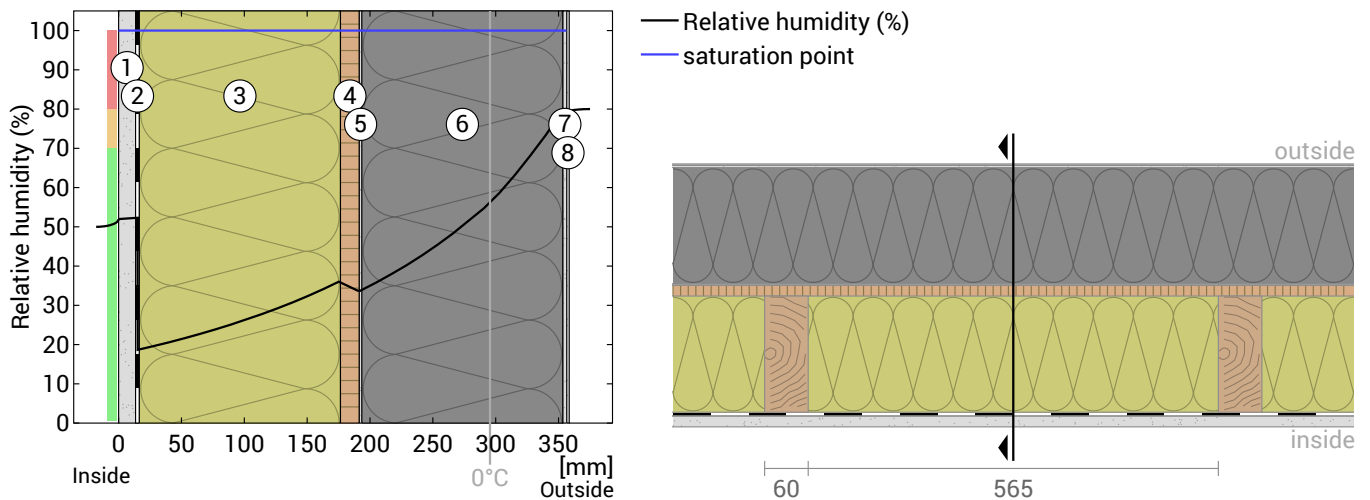 Relative humidity (%)
100
90
80
70
60
50
40
30
20
10
0
1
2
3
4
5
6
7
8
0 50 100 150 200 250 300 350
[mm]
Inside
0°C
Outside
Relative humidity (%)
saturation point
outside
inside
60 565